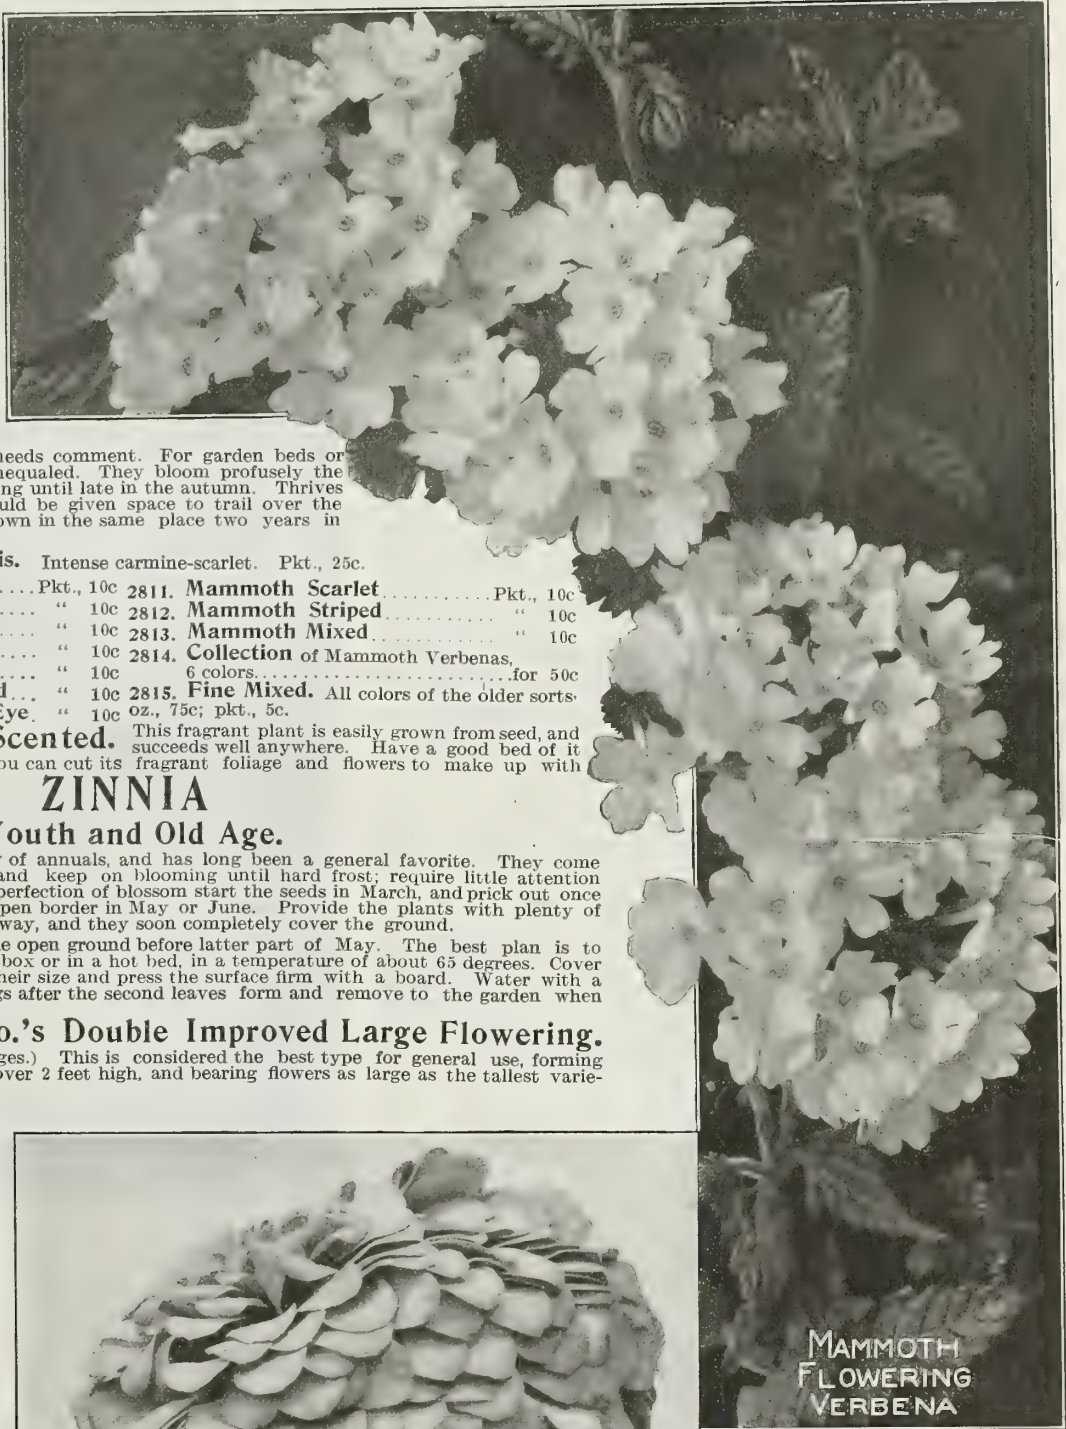 needs comment. For garden beds or
nequaled. They bloom profusely the
ng until late in the autumn. Thrives
uld be given space to trail over the
own in the same place two years in
is. Intense carmine-scarlet. Pkt., 25c.
....Pkt., 10c 2811. Mammoth Scarlet...........Pkt., 10c
.... “ 10c 2812. Mammoth Striped........... “ 10c
.... “ 10c 2813. Mammoth Mixed............ “ 10c
.... “ 10c 2814. Collection of Mammoth Verbenas,
.... “ 10c 6 colors........................for 50c
d... “ 10c 2815. Fine Mixed. All colors of the older sorts.
Eye. “ 10c oz., 75c; pkt., 5c.
Scented. This fragrant plant is easily grown from seed, and
succeeds well anywhere. Have a good bed of it
ou can cut its fragrant foliage and flowers to make up with
ZINNIA
Youth and Old Age.
of annuals, and has long been a general favorite. They come
and keep on blooming until hard frost; require little attention
perfection of blossom start the seeds in March, and prick out once
pen border in May or June. Provide the plants with plenty of
way, and they soon completely cover the ground.
e open ground before latter part of May. The best plan is to
box or in a hot bed, in a temperature of about 65 degrees. Cover
heir size and press the surface firm with a board. Water with a
gs after the second leaves form and remove to the garden when
o.'s Double Improved Large Flowering.
ges.) This is considered the best type for general use, forming
over 2 feet high, and bearing flowers as large as the tallest varie-
MAMMOTH
FLOWERING
VERBENA